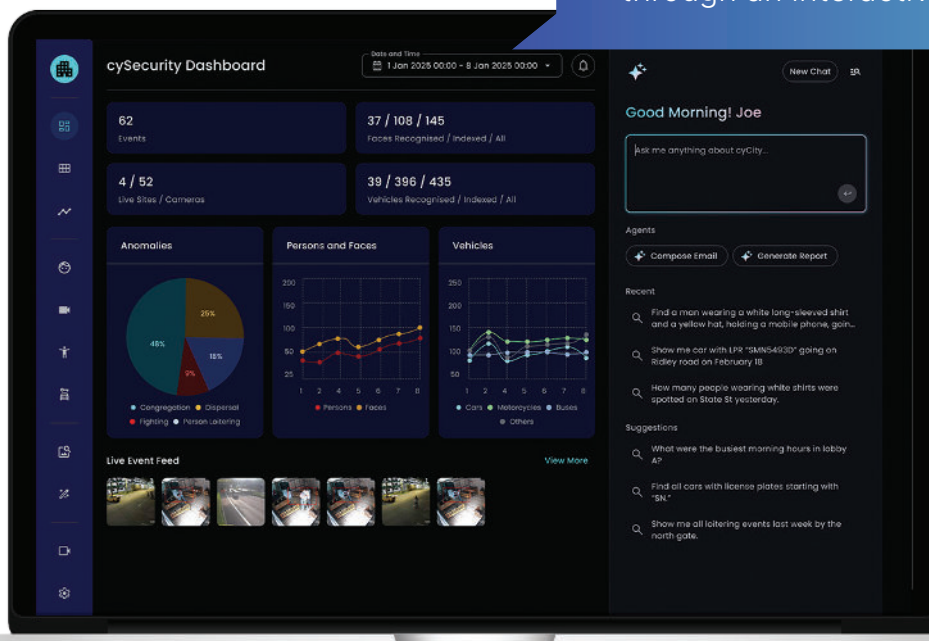 through an interactiv
cySecurity Dashboard
Date and Time
1 Jan 2025 00:00 - 8 Jan 2025 00:00
62
Events
37 / 108 / 145
Faces Recognised / Indexed / All
4 / 52
Live Sites / Cameras
39 / 396 / 435
Vehicles Recognised / Indexed / All
Anomalies
25%
48%
18%
9%
Congregation
Dispersal
Fighting
Person Loitering
Persons and Faces
200
150
100
50
25
1 2 4 5 6 7 8
Persons
Faces
Vehicles
250
200
150
100
50
1 2 4 5 6 7 8
Cars
Motorcycles
Buses
Others
Live Event Feed
View More
New Chat
Good Morning! Joe
Ask me anything about cyCity...
Agents
Compose Email
Generate Report
Recent
Find a man wearing a white long-sleeved shirt
and a yellow hat, holding a mobile phone, goin...
Show me car with LPR "SMN5493D" going on
Ridley road on February 18
How many people wearing white shirts were
spotted on State St yesterday.
Suggestions
What were the busiest morning hours in lobby
A?
Find all cars with license plates starting with
"SN."
Show me all loitering events last week by the
north gate.